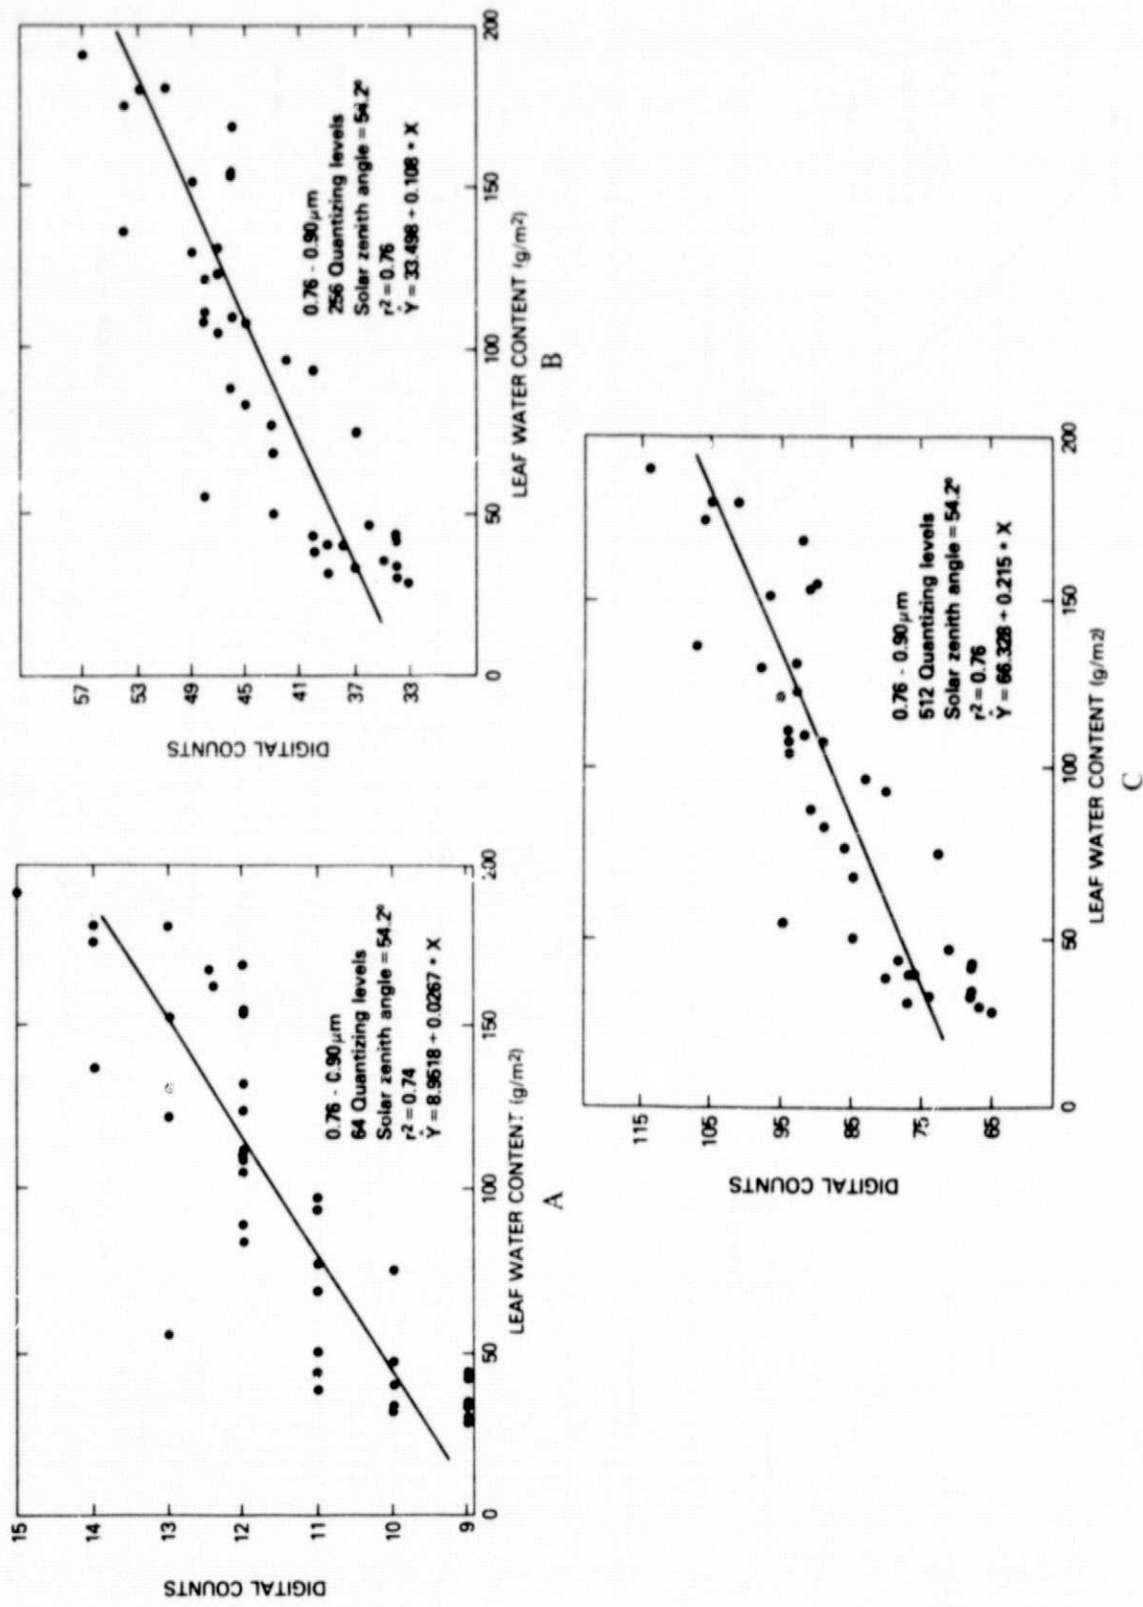 DIGITAL COUNTS
15
14
13
12
11
10
9
0
50
100
150
200
LEAF WATER CONTENT (g/m2)
0.76 - 0.90μm
64 Quantizing levels
Solar zenith angle = 54.2°
r2 = 0.74
Ŷ = 8.9518 + 0.0267 * X
A
DIGITAL COUNTS
57
53
49
45
41
37
33
0
50
100
150
200
LEAF WATER CONTENT (g/m2)
0.76 - 0.90μm
256 Quantizing levels
Solar zenith angle = 54.2°
r2 = 0.76
Ŷ = 33.498 + 0.108 * X
B
DIGITAL COUNTS
115
105
95
85
75
65
0
50
100
150
200
LEAF WATER CONTENT (g/m2)
0.76 - 0.90μm
512 Quantizing levels
Solar zenith angle = 54.2°
r2 = 0.76
Ŷ = 66.328 + 0.215 * X
C